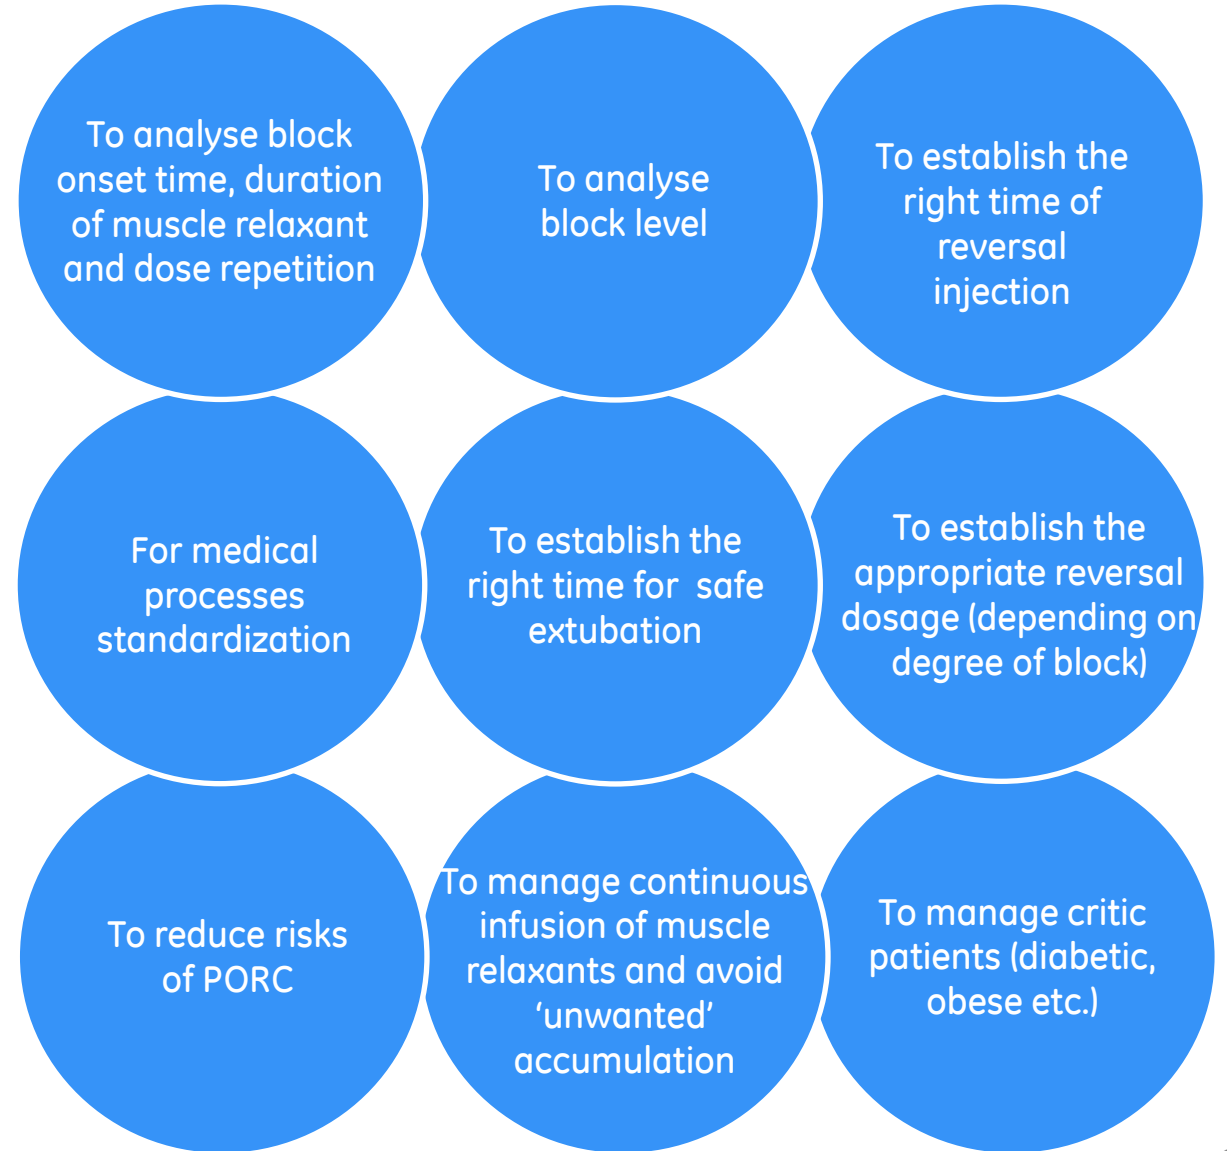 To analyse block
onset time, duration
of muscle relaxant
and dose repetition
To analyse
block level
To establish the
right time of
reversal
injection
For medical
processes
standardization
To establish the
right time for  safe
extubation
To establish the
appropriate reversal
dosage (depending on
degree of block)
To reduce risks
of PORC
To manage continuous
infusion of muscle
relaxants and avoid
‘unwanted’
accumulation
To manage critic
patients (diabetic,
obese etc.)